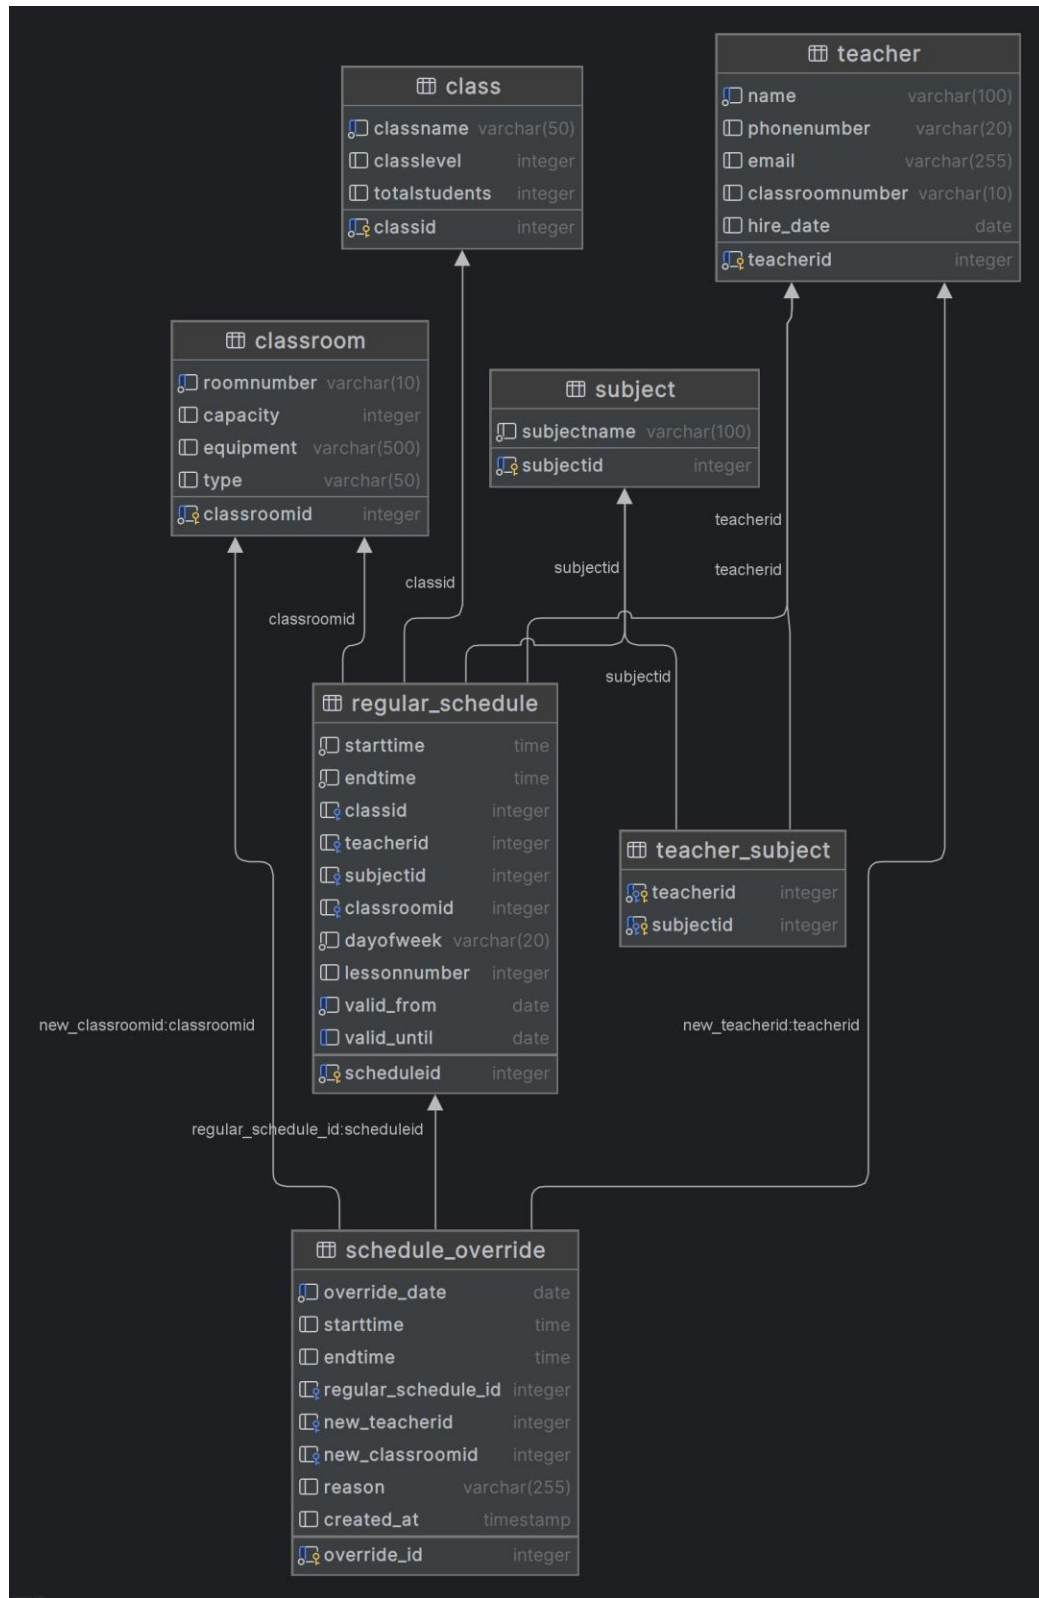 class
classname varchar(50)
classlevel integer
totalstudents integer
classid integer
teacher
name varchar(100)
phonenumber varchar(20)
email varchar(255)
classroomnumber varchar(10)
hire_date date
teacherid integer
classroom
roomnumber varchar(10)
capacity integer
equipment varchar(500)
type varchar(50)
classroomid integer
subject
subjectname varchar(100)
subjectid integer
teacherid
teacherid
subjectid
classid
classroomid
subjectid
regular_schedule
starttime time
endtime time
classid integer
teacherid integer
subjectid integer
classroomid integer
dayofweek varchar(20)
lessonnumber integer
valid_from date
valid_until date
scheduleid integer
teacher_subject
teacherid integer
subjectid integer
new_classroomid:classroomid
new_teacherid:teacherid
regular_schedule_id:scheduleid
schedule_override
override_date date
starttime time
endtime time
regular_schedule_id integer
new_teacherid integer
new_classroomid integer
reason varchar(255)
created_at timestamp
override_id integer